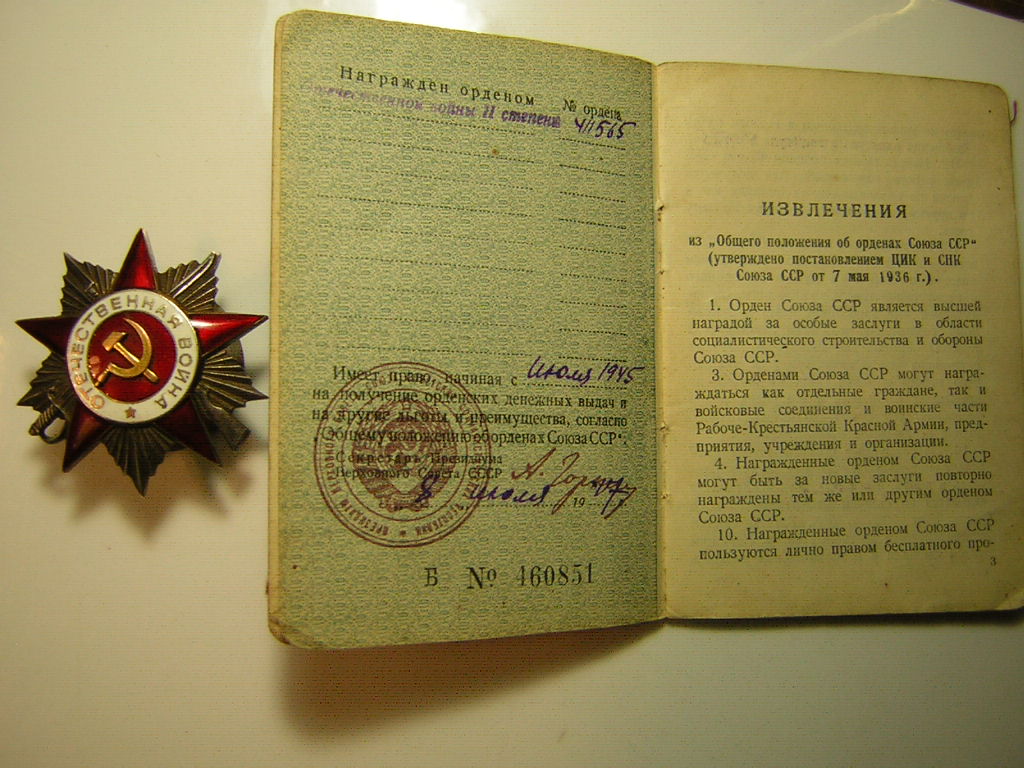 ОТЕЧЕСТВЕННАЯ ВОЙНА
Награжден орденом № ордена
Отечественной войны II степени 411565
Имеет право, начиная с Июля 1945
на получение орденских денежных выдач и
на другие льготы и преимущества, согласно
„Общему положению об орденах Союза ССР“.
Секретарь Президиума
Верховного Совета СССР А. Горкин
июля 19
Б № 460851
ИЗВЛЕЧЕНИЯ
из „Общего положения об орденах Союза ССР“
(утверждено постановлением ЦИК и СНК
Союза ССР от 7 мая 1936 г.).
1. Орден Союза ССР является высшей
наградой за особые заслуги в области
социалистического строительства и обороны
Союза ССР.
3. Орденами Союза ССР могут награ-
ждаться как отдельные граждане, так и
войсковые соединения и воинские части
Рабоче-Крестьянской Красной Армии, пред-
приятия, учреждения и организации.
4. Награжденные орденом Союза ССР
могут быть за новые заслуги повторно
награждены тем же или другим орденом
Союза ССР.
10. Награжденные орденом Союза ССР
пользуются лично правом бесплатного про-
3